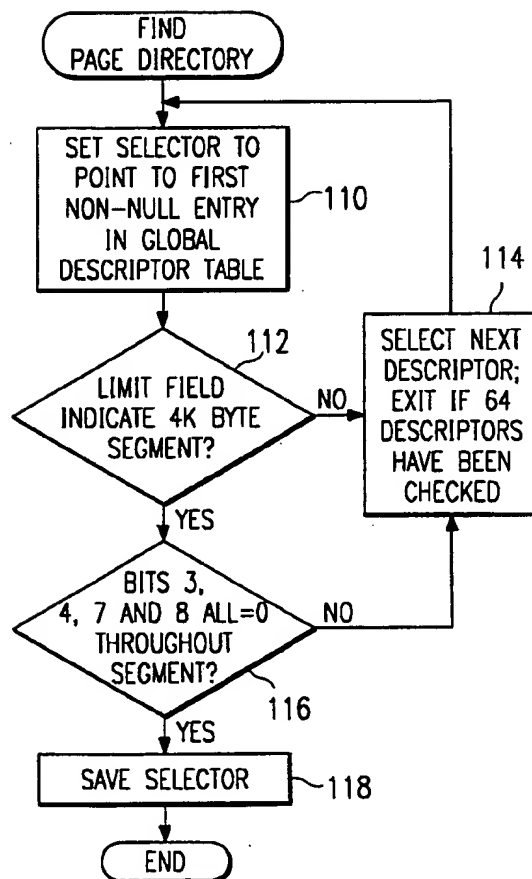 FIND
PAGE DIRECTORY
SET SELECTOR TO
POINT TO FIRST
NON-NULL ENTRY
IN GLOBAL
DESCRIPTOR TABLE
110
112
LIMIT FIELD
INDICATE 4K BYTE
SEGMENT?
NO
YES
114
SELECT NEXT
DESCRIPTOR;
EXIT IF 64
DESCRIPTORS
HAVE BEEN
CHECKED
BITS 3,
4, 7 AND 8 ALL=0
THROUGHOUT
SEGMENT?
NO
116
YES
SAVE SELECTOR
118
END